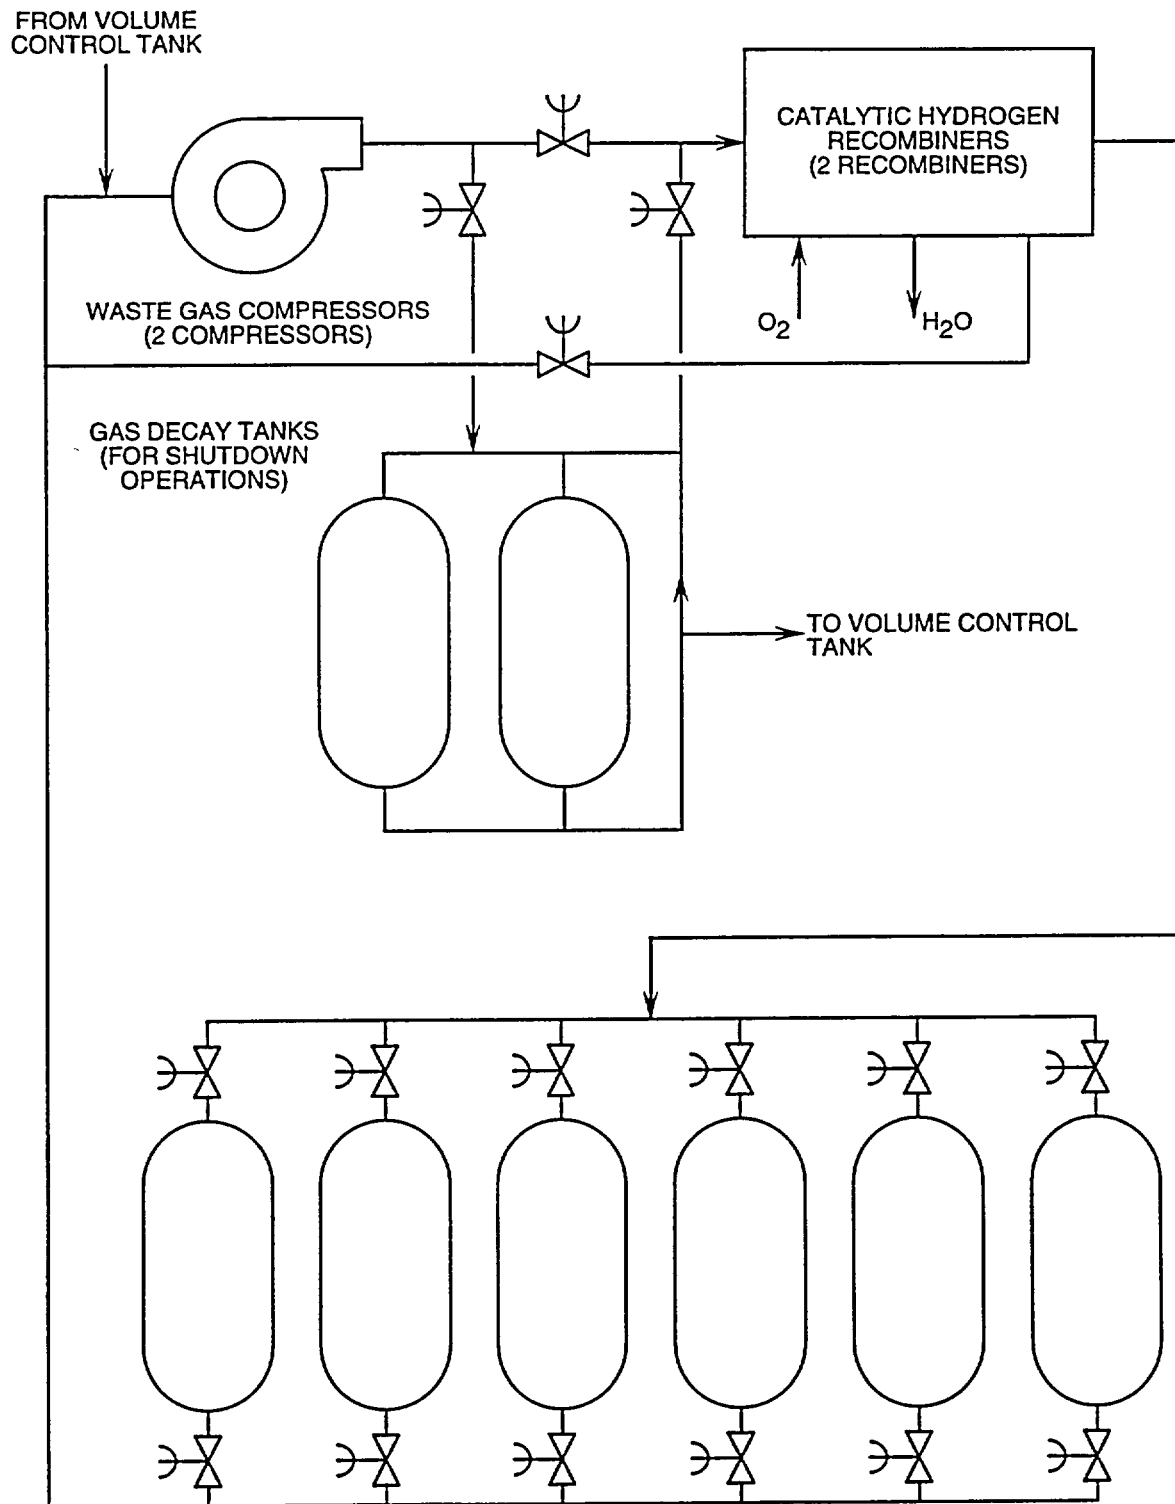 FROM VOLUME
CONTROL TANK
CATALYTIC HYDROGEN
RECOMBINERS
(2 RECOMBINERS)
WASTE GAS COMPRESSORS
(2 COMPRESSORS)
O2
H2O
GAS DECAY TANKS
(FOR SHUTDOWN
OPERATIONS)
TO VOLUME CONTROL
TANK